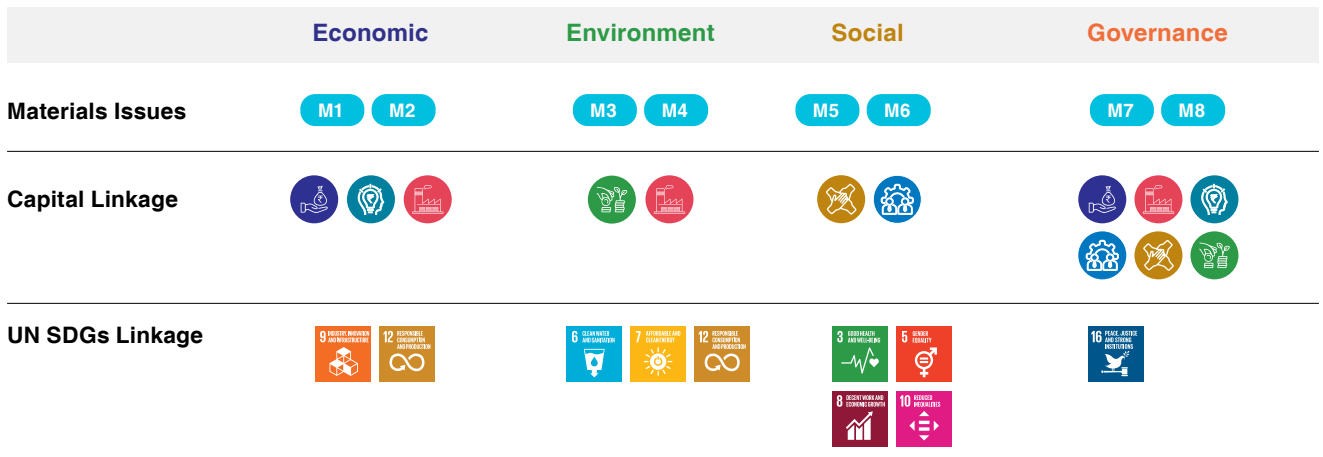 Economic Environment Social Governance
Materials Issues M1 M2 M3 M4 M5 M6 M7 M8
Capital Linkage
₹ ₹ ₹ ₹
UN SDGs Linkage
9 INDUSTRY, INNOVATION
AND INFRASTRUCTURE
12 RESPONSIBLE
CONSUMPTION
AND PRODUCTION
6 CLEAN WATER
AND SANITATION
7 AFFORDABLE AND
CLEAN ENERGY
12 RESPONSIBLE
CONSUMPTION
AND PRODUCTION
3 GOOD HEALTH
AND WELL-BEING
5 GENDER
EQUALITY
16 PEACE, JUSTICE
AND STRONG
INSTITUTIONS
8 DECENT WORK AND
ECONOMIC GROWTH
10 REDUCED
INEQUALITIES